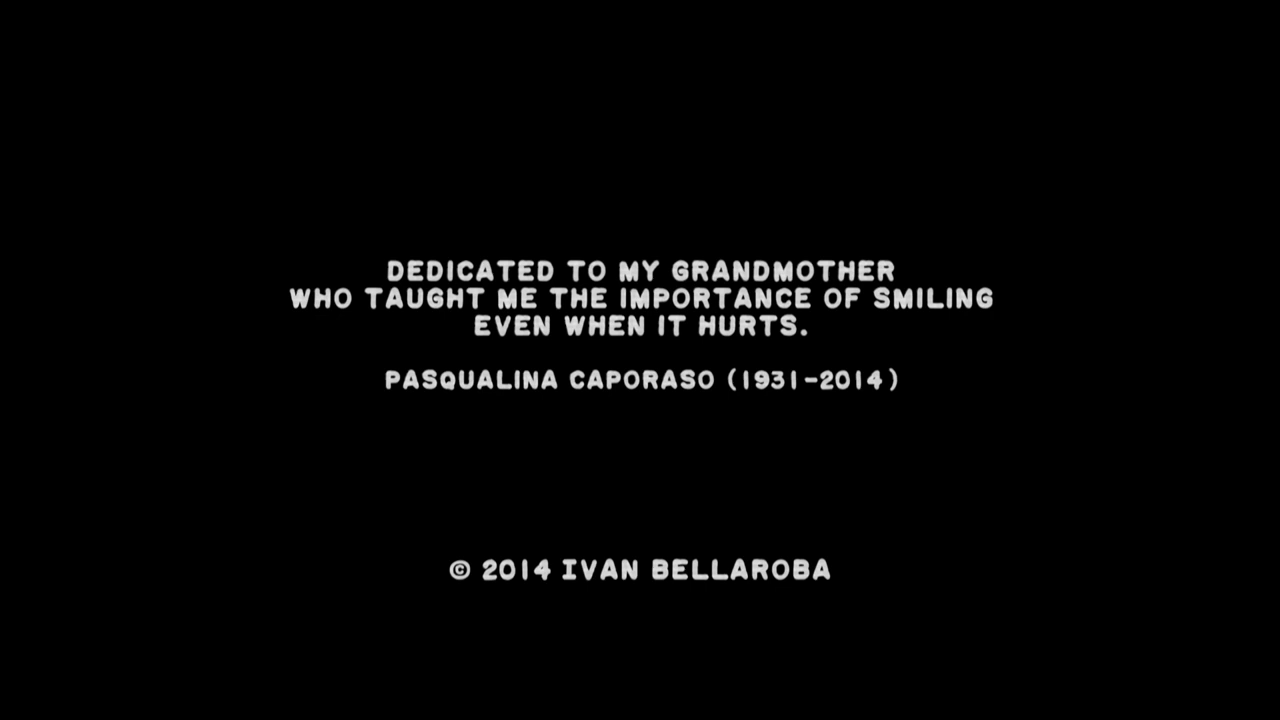 DEDICATED TO MY GRANDMOTHER
WHO TAUGHT ME THE IMPORTANCE OF SMILING
EVEN WHEN IT HURTS.
PASQUALINA CAPORASO (1931-2014)
© 2014 IVAN BELLAROBA